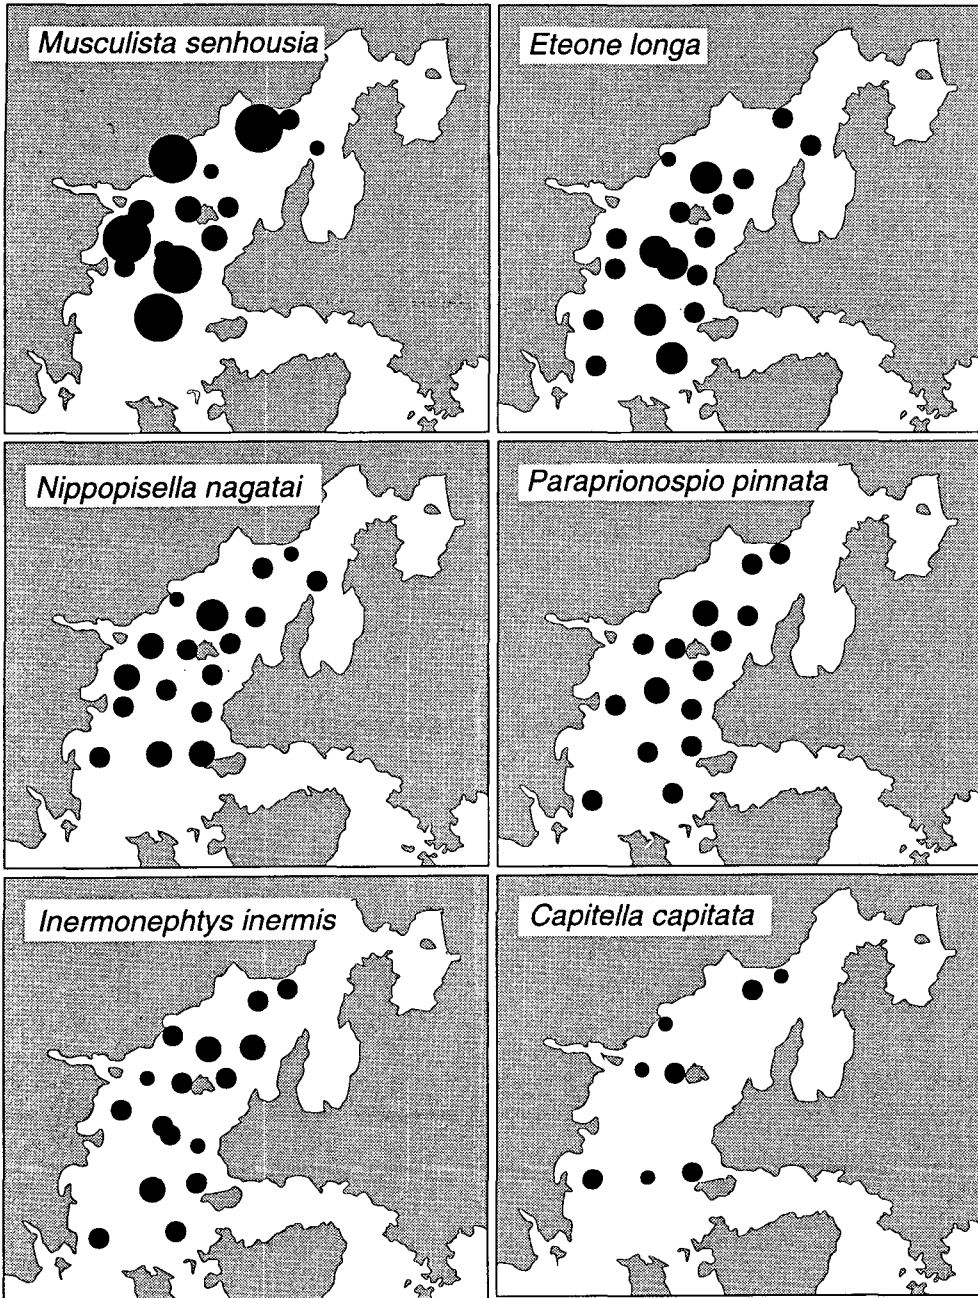 Musculista senhousia
Eteone longa
Nippopisella nagatai
Paraprionospio pinnata
Inermonephtys inermis
Capitella capitata